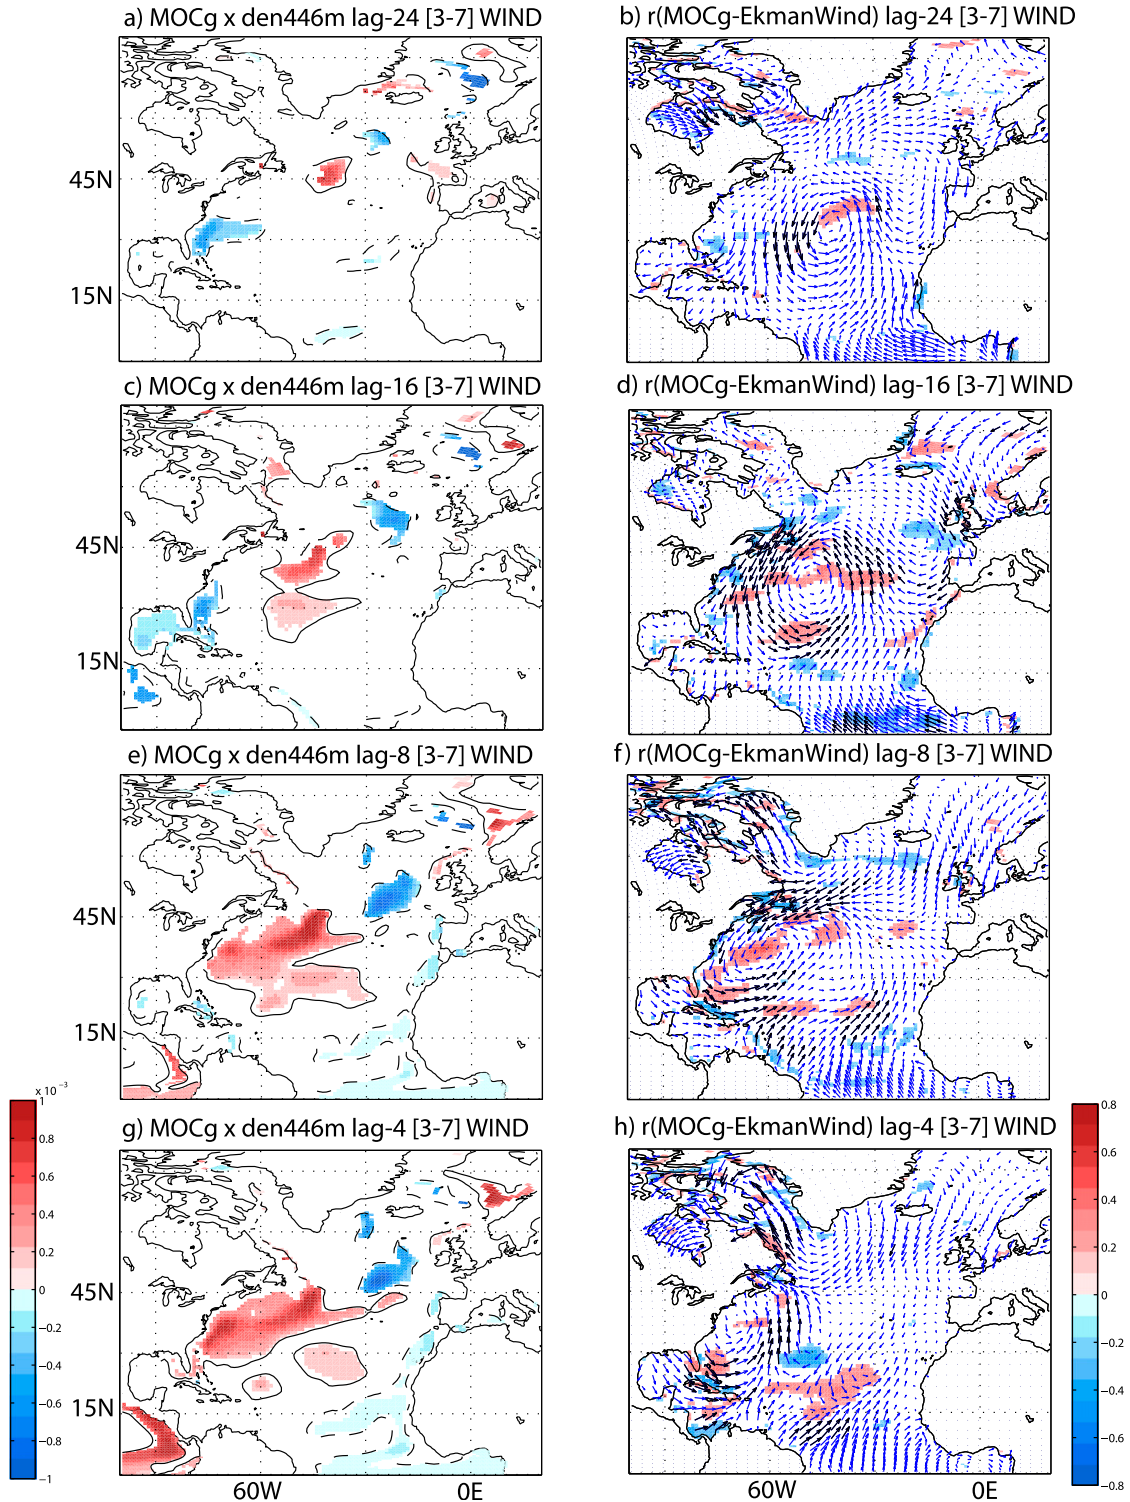 a) MOCg x den446m lag-24 [3-7] WIND
b) r(MOCg-EkmanWind) lag-24 [3-7] WIND
45N
15N
c) MOCg x den446m lag-16 [3-7] WIND
d) r(MOCg-EkmanWind) lag-16 [3-7] WIND
45N
15N
e) MOCg x den446m lag-8 [3-7] WIND
f) r(MOCg-EkmanWind) lag-8 [3-7] WIND
45N
15N
g) MOCg x den446m lag-4 [3-7] WIND
h) r(MOCg-EkmanWind) lag-4 [3-7] WIND
45N
15N
60W
0E
60W
0E
x 10⁻³
1
0.8
0.6
0.4
0.2
0
−0.2
−0.4
−0.6
−0.8
−1
0.8
0.6
0.4
0.2
0
−0.2
−0.4
−0.6
−0.8